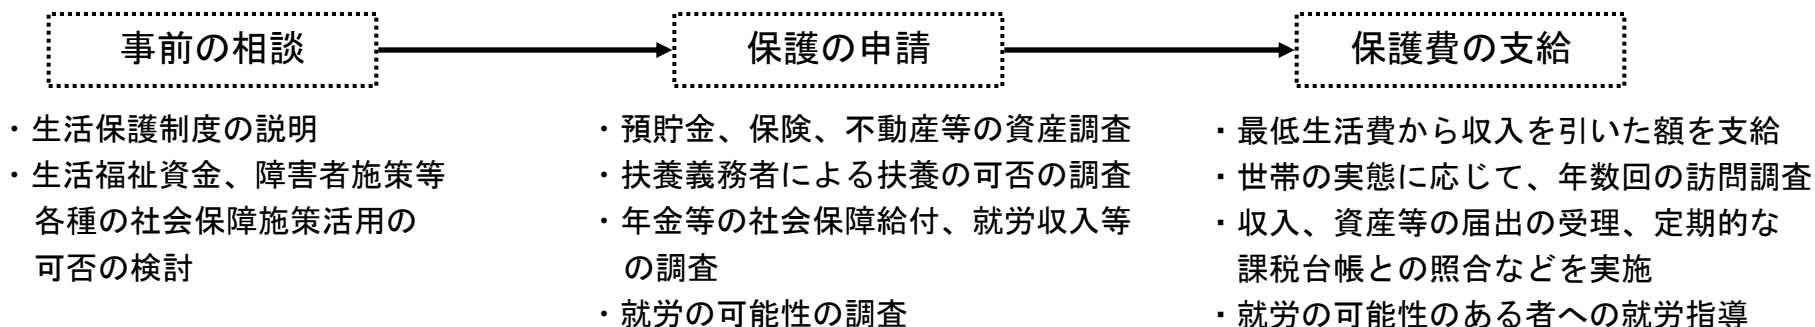 事前の相談
保護の申請
保護費の支給
・生活保護制度の説明
・生活福祉資金、障害者施策等
各種の社会保障施策活用の
可否の検討
・預貯金、保険、不動産等の資産調査
・扶養義務者による扶養の可否の調査
・年金等の社会保障給付、就労収入等
の調査
・就労の可能性の調査
・最低生活費から収入を引いた額を支給
・世帯の実態に応じて、年数回の訪問調査
・収入、資産等の届出の受理、定期的な
課税台帳との照合などを実施
・就労の可能性のある者への就労指導